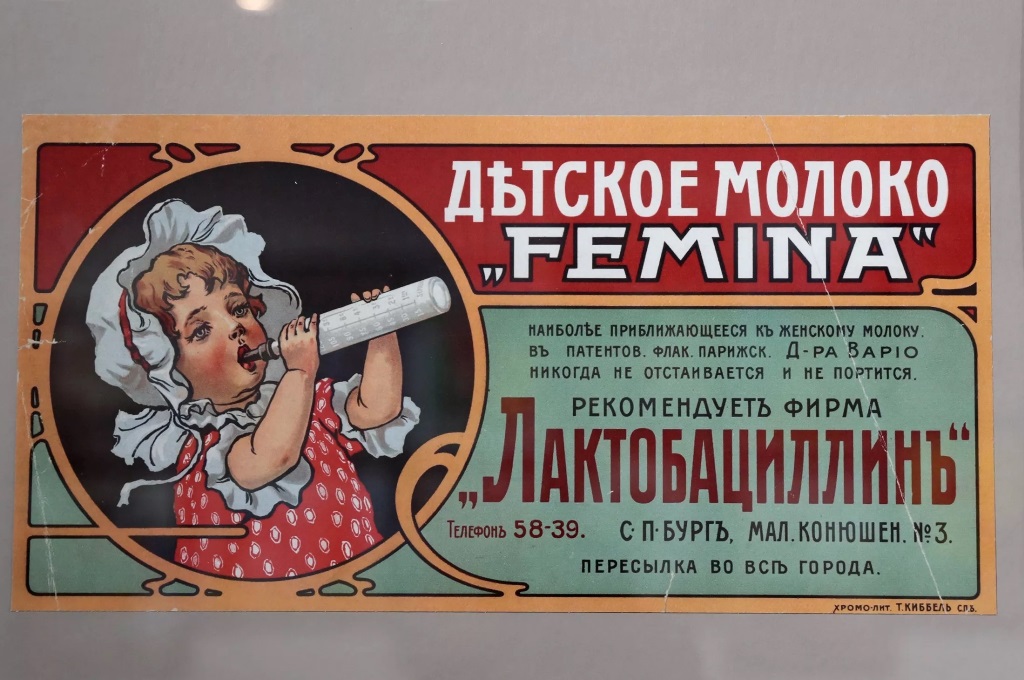 ДѢТСКОЕ МОЛОКО
„FEMINA“
НАИБОЛѢЕ ПРИБЛИЖАЮЩЕЕСЯ КЪ ЖЕНСКОМУ МОЛОКУ.
ВЪ ПАТЕНТОВ. ФЛАК. ПАРИЖСК. Д-РА ВАРІО
НИКОГДА НЕ ОТСТАИВАЕТСЯ И НЕ ПОРТИТСЯ.
РЕКОМЕНДУЕТЪ ФИРМА
„ЛАКТОБАЦИЛЛИНЪ“
ТЕЛЕФОНЪ 58-39. С·П·БУРГЪ, МАЛ. КОНЮШЕН. №3.
ПЕРЕСЫЛКА ВО ВСѢ ГОРОДА.
ХРОМО-ЛИТ. Т. КИББЕЛЬ С.П.Б.